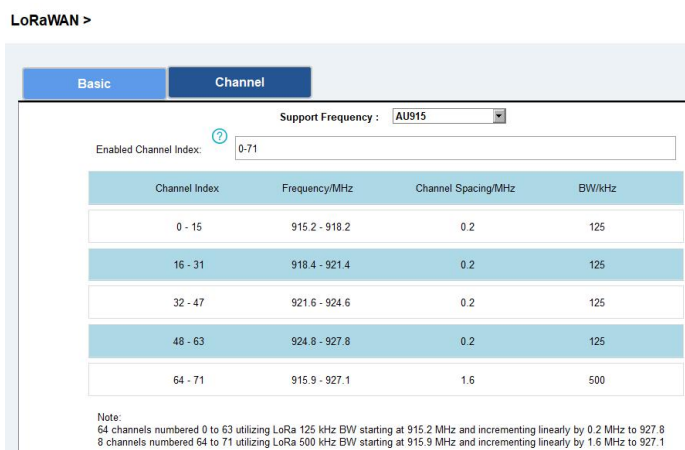 LoRaWAN >
Basic Channel
Support Frequency : AU915
Enabled Channel Index: ? 0-71
Channel Index Frequency/MHz Channel Spacing/MHz BW/kHz
0 - 15 915.2 - 918.2 0.2 125
16 - 31 918.4 - 921.4 0.2 125
32 - 47 921.6 - 924.6 0.2 125
48 - 63 924.8 - 927.8 0.2 125
64 - 71 915.9 - 927.1 1.6 500
Note:
64 channels numbered 0 to 63 utilizing LoRa 125 kHz BW starting at 915.2 MHz and incrementing linearly by 0.2 MHz to 927.8
8 channels numbered 64 to 71 utilizing LoRa 500 kHz BW starting at 915.9 MHz and incrementing linearly by 1.6 MHz to 927.1